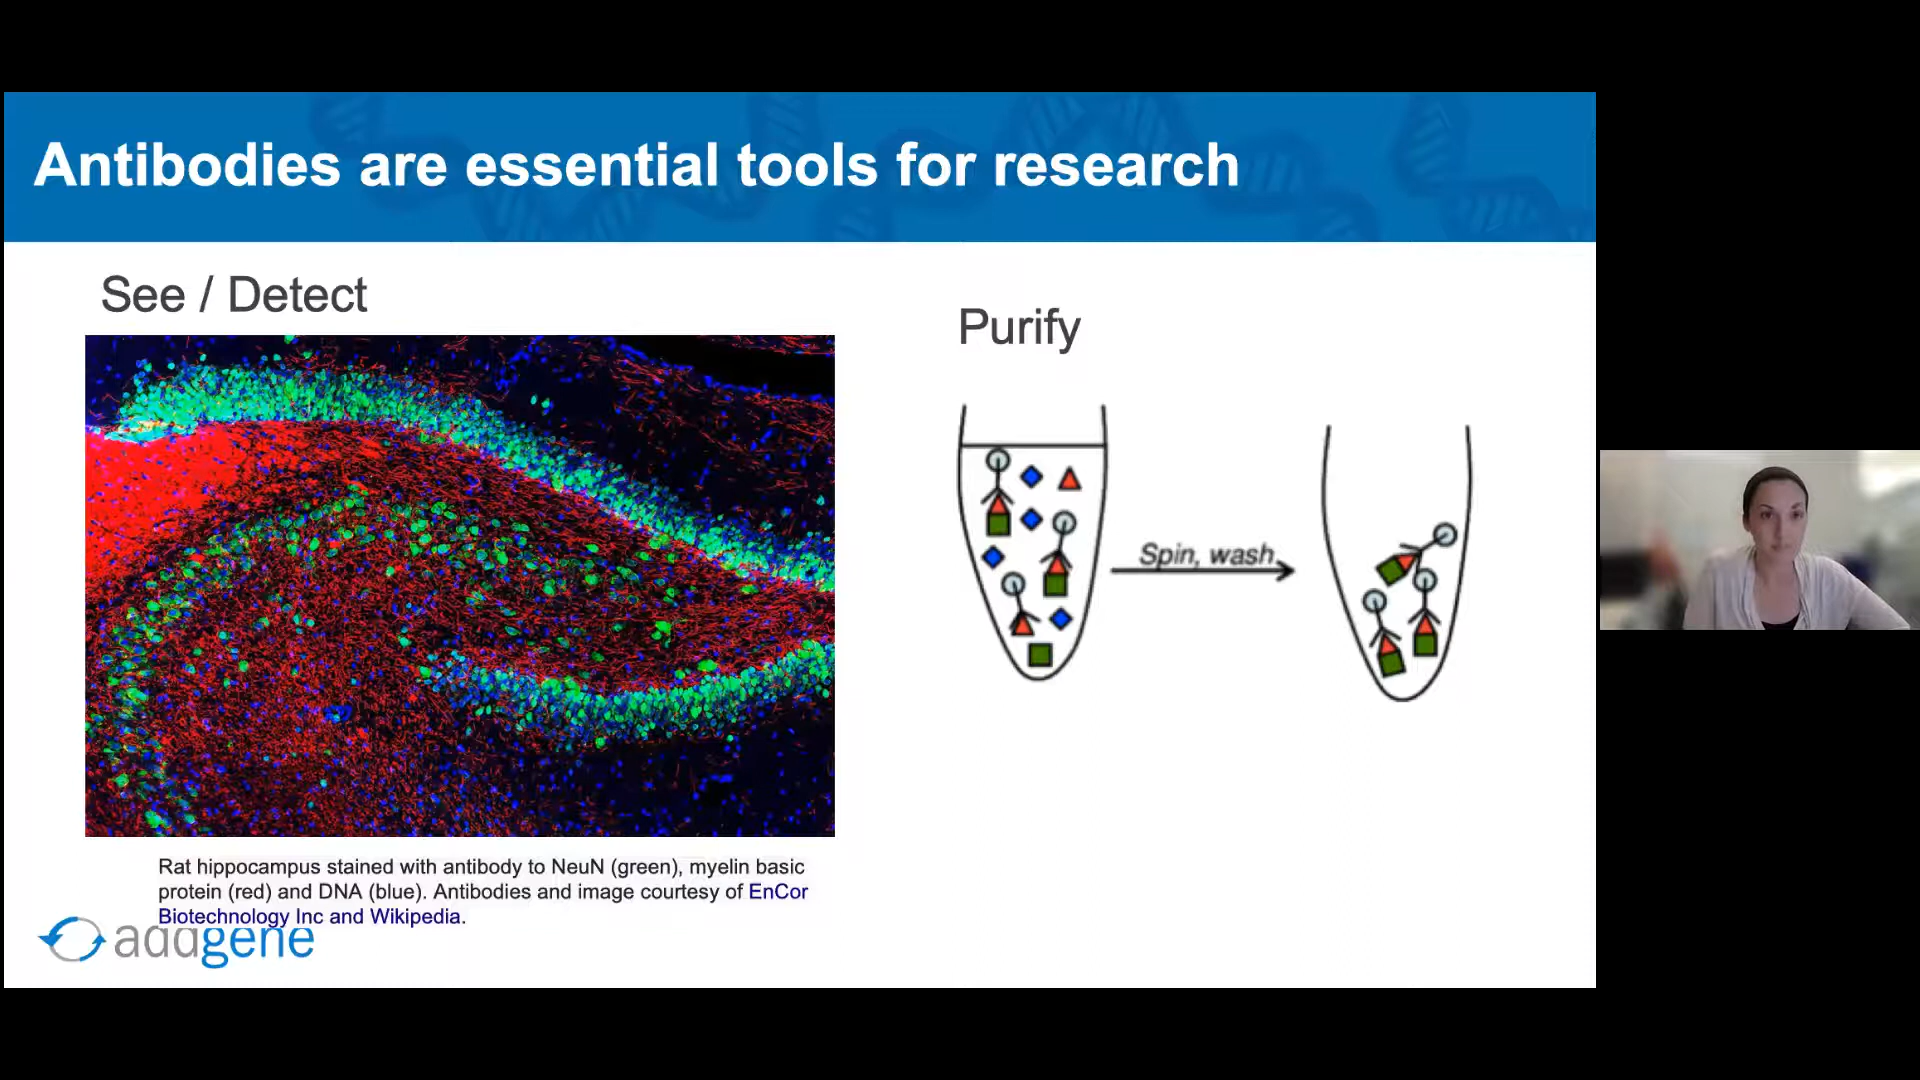 Antibodies are essential tools for research
See / Detect
Purify
Spin, wash
Rat hippocampus stained with antibody to NeuN (green), myelin basic
protein (red) and DNA (blue). Antibodies and image courtesy of EnCor
Biotechnology Inc and Wikipedia.
addgene